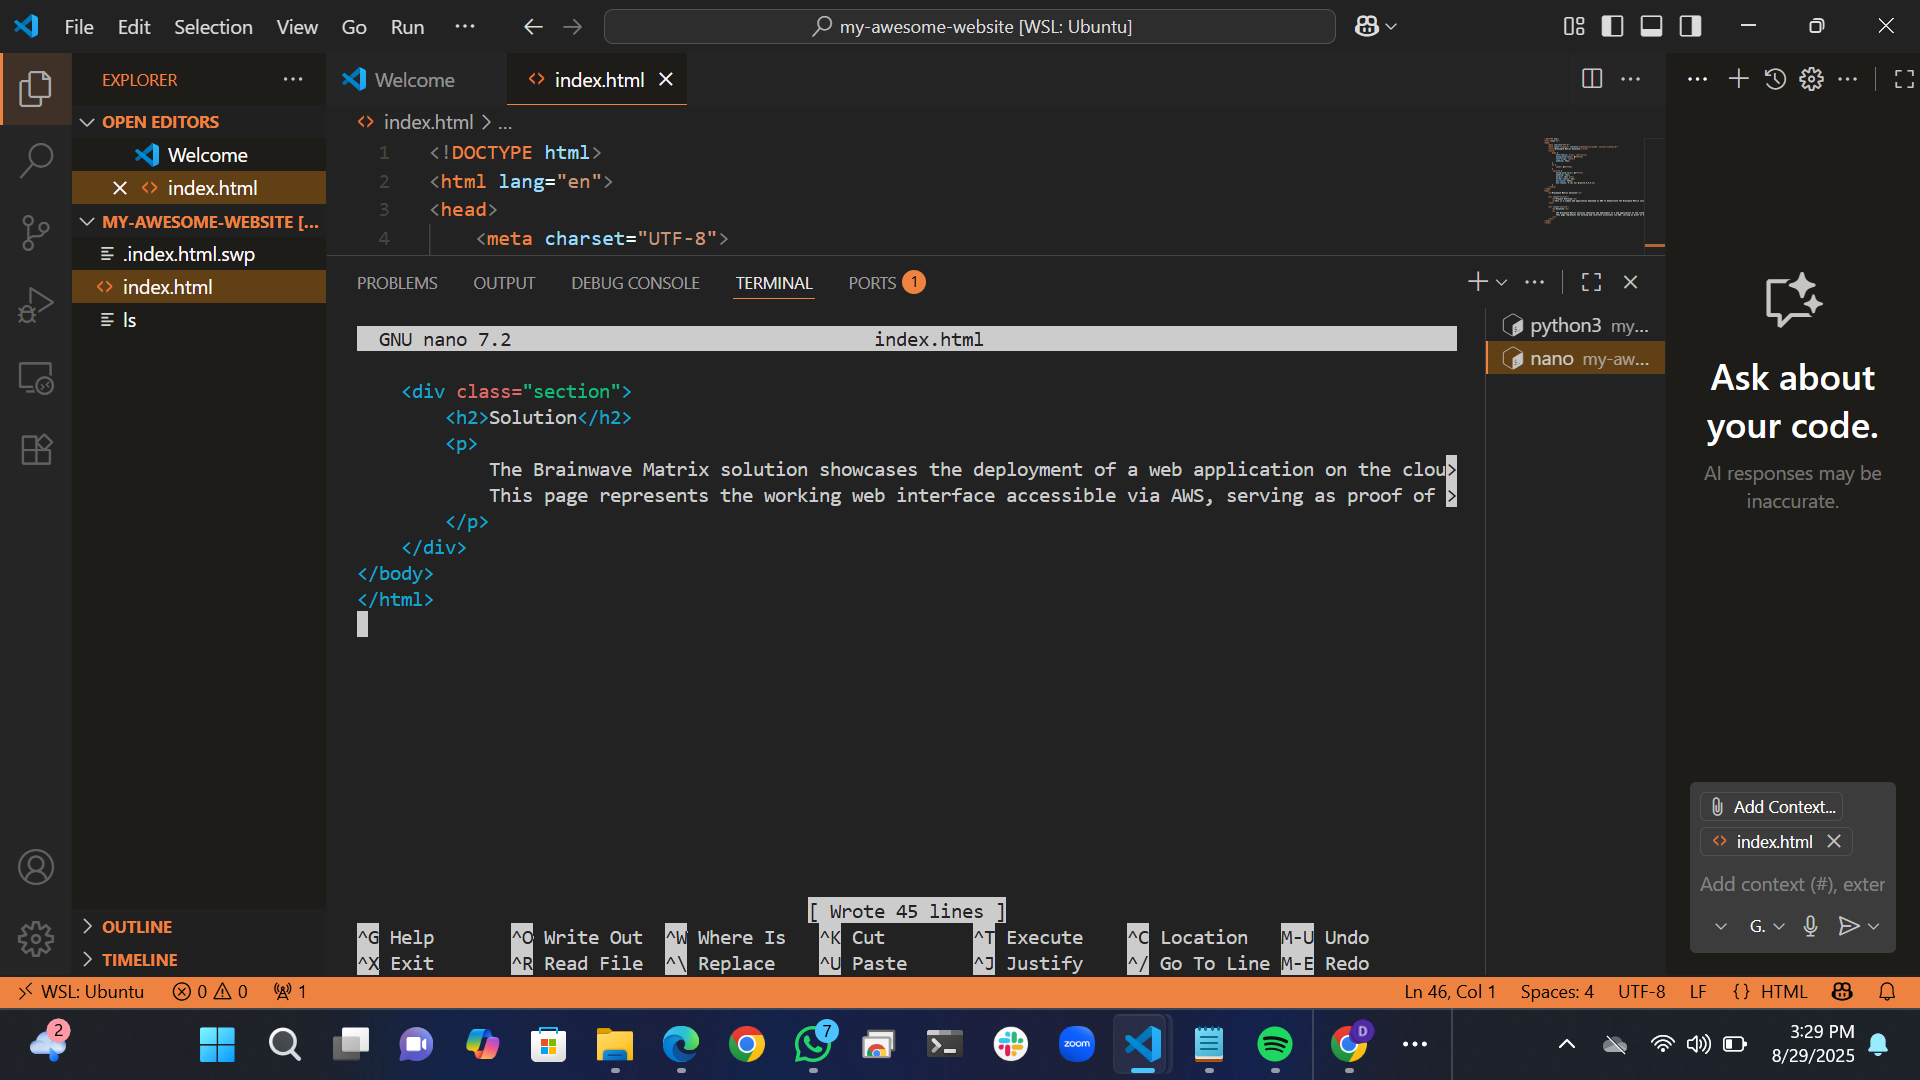 File Edit Selection View Go Run ... my-awesome-website [WSL: Ubuntu]
EXPLORER ...
OPEN EDITORS
Welcome
index.html
MY-AWESOME-WEBSITE [...
.index.html.swp
index.html
ls
OUTLINE
TIMELINE
Welcome
index.html
index.html > ...
1 <!DOCTYPE html>
2 <html lang="en">
3 <head>
4 <meta charset="UTF-8">
PROBLEMS OUTPUT DEBUG CONSOLE TERMINAL PORTS 1
GNU nano 7.2 index.html
<div class="section">
<h2>Solution</h2>
<p>
The Brainwave Matrix solution showcases the deployment of a web application on the clou>
This page represents the working web interface accessible via AWS, serving as proof of >
</p>
</div>
</body>
</html>
[ Wrote 45 lines ]
^G Help ^O Write Out ^W Where Is ^K Cut ^T Execute ^C Location M-U Undo
^X Exit ^R Read File ^\ Replace ^U Paste ^J Justify ^/ Go To Line M-E Redo
python3 my...
nano my-aw...
Ask about
your code.
AI responses may be
inaccurate.
Add Context...
index.html
Add context (#), exter
G.
WSL: Ubuntu 0 0 1 Ln 46, Col 1 Spaces: 4 UTF-8 LF {} HTML
2
7
zoom
D
3:29 PM
8/29/2025